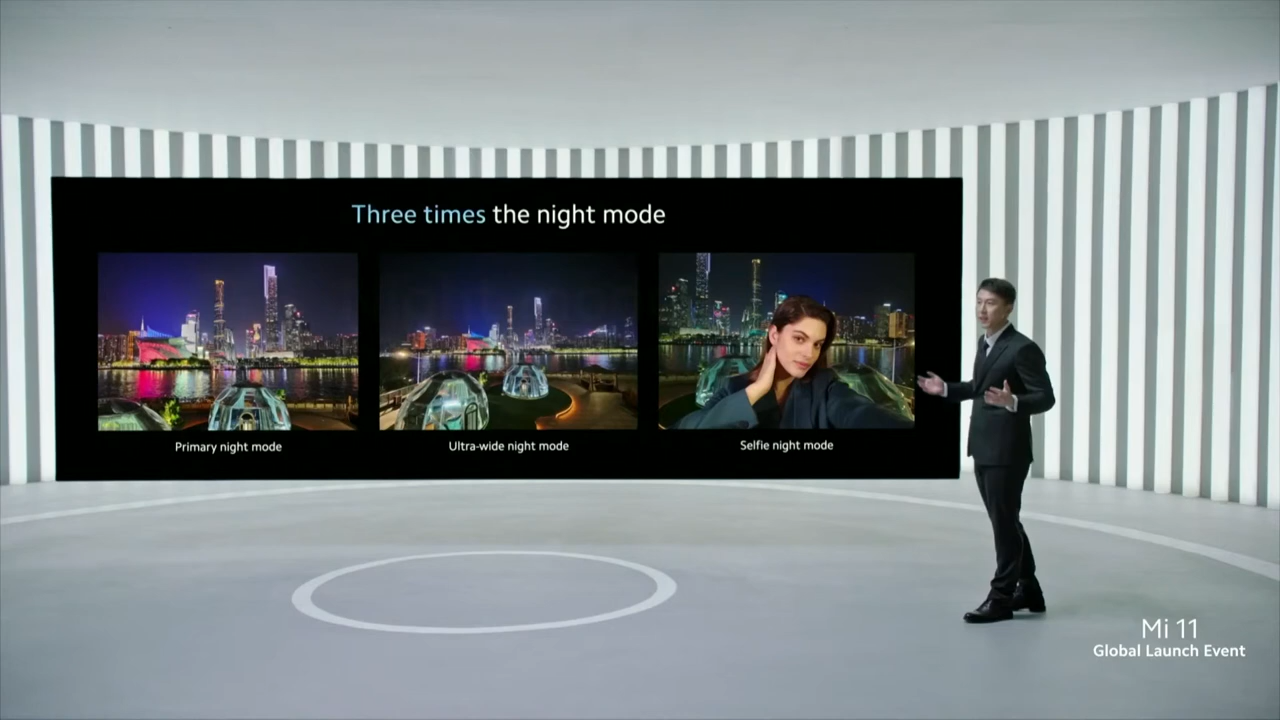 Three times the night mode
Primary night mode
Ultra-wide night mode
Selfie night mode
Mi 11
Global Launch Event